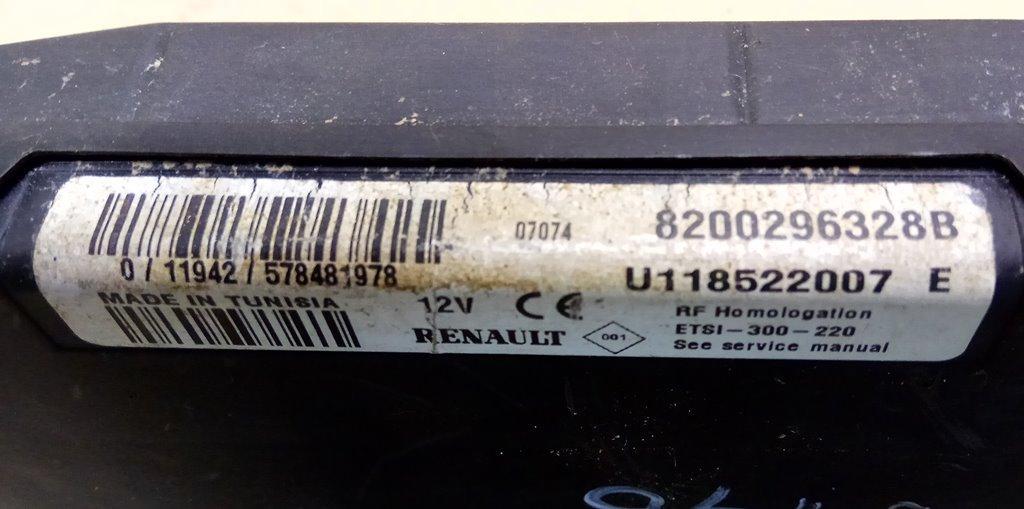 07074 8200296328B
0 / 11942 / 578481978 U118522007 E
MADE IN TUNISIA 12V CE RF Homologation
RENAULT 001 ETSI-300-220
See service manual